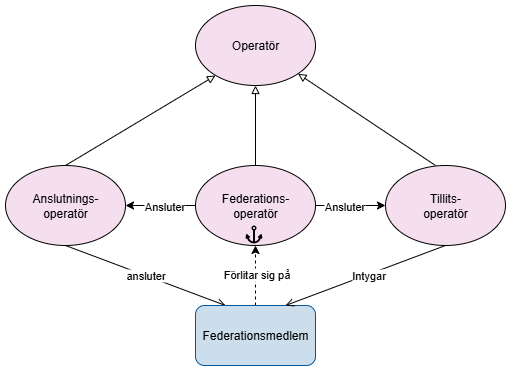 Operatör
Anslutnings-
operatör
Ansluter
Federations-
operatör
Ansluter
Tillits-
operatör
ansluter
Förlitar sig på
Intygar
Federationsmedlem